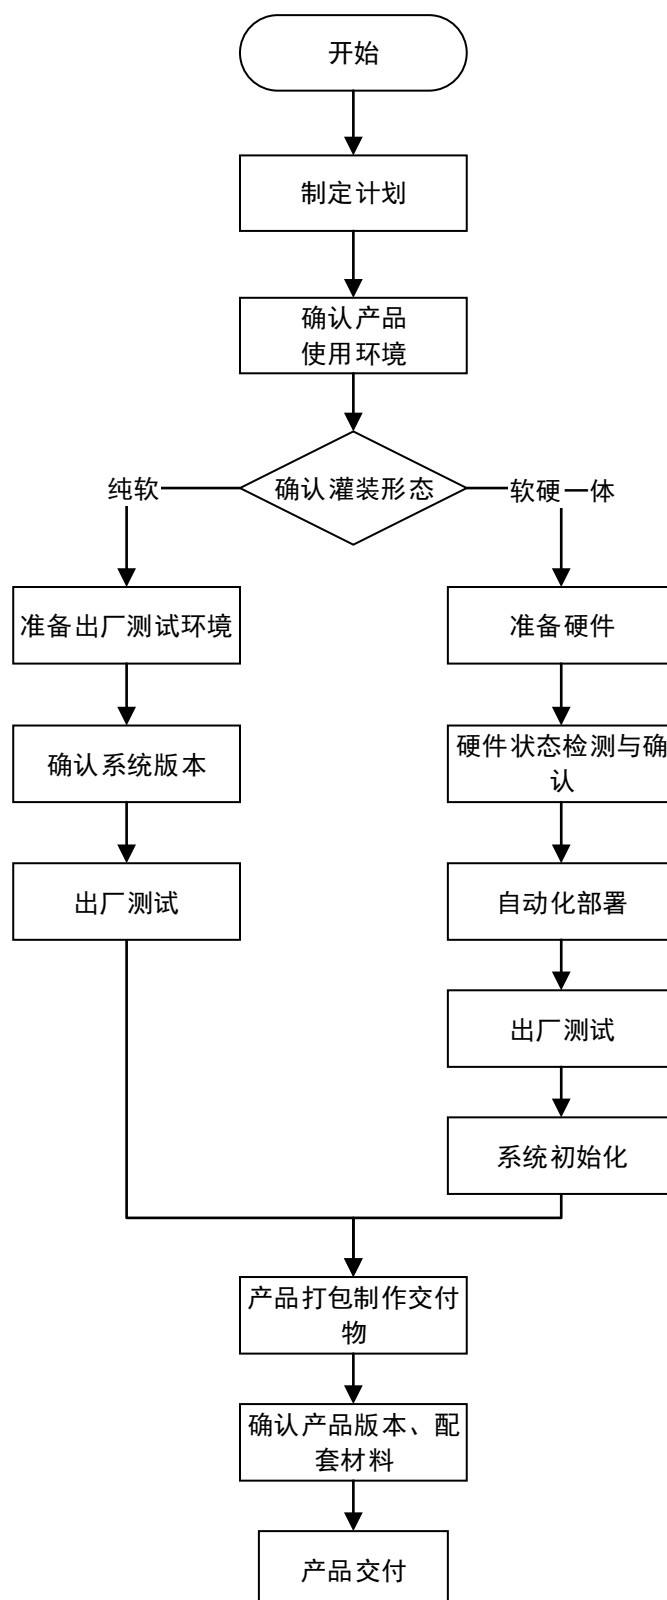 开始
制定计划
确认产品
使用环境
纯软
确认灌装形态
软硬一体
准备出厂测试环境
确认系统版本
出厂测试
准备硬件
硬件状态检测与确
认
自动化部署
出厂测试
系统初始化
产品打包制作交付
物
确认产品版本、配
套材料
产品交付